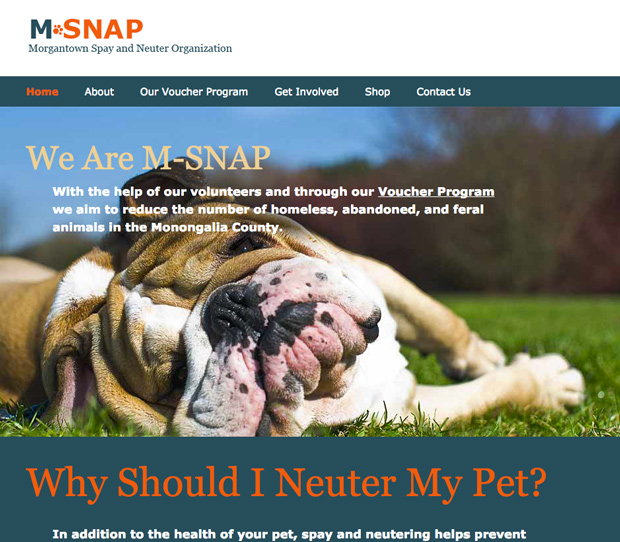 M SNAP
Morgantown Spay and Neuter Organization
Home About Our Voucher Program Get Involved Shop Contact Us
We Are M-SNAP
With the help of our volunteers and through our Voucher Program
we aim to reduce the number of homeless, abandoned, and feral
animals in the Monongalia County.
Why Should I Neuter My Pet?
In addition to the health of your pet, spay and neutering helps prevent